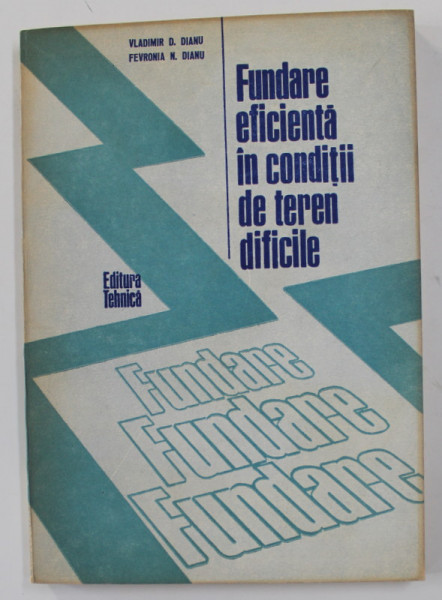 VLADIMIR D. DIANU
FEVRONIA N. DIANU
Fundare
eficientă
în condiții
de teren
dificile
Editura
Tehnică
Fundare
Fundare
Fundare